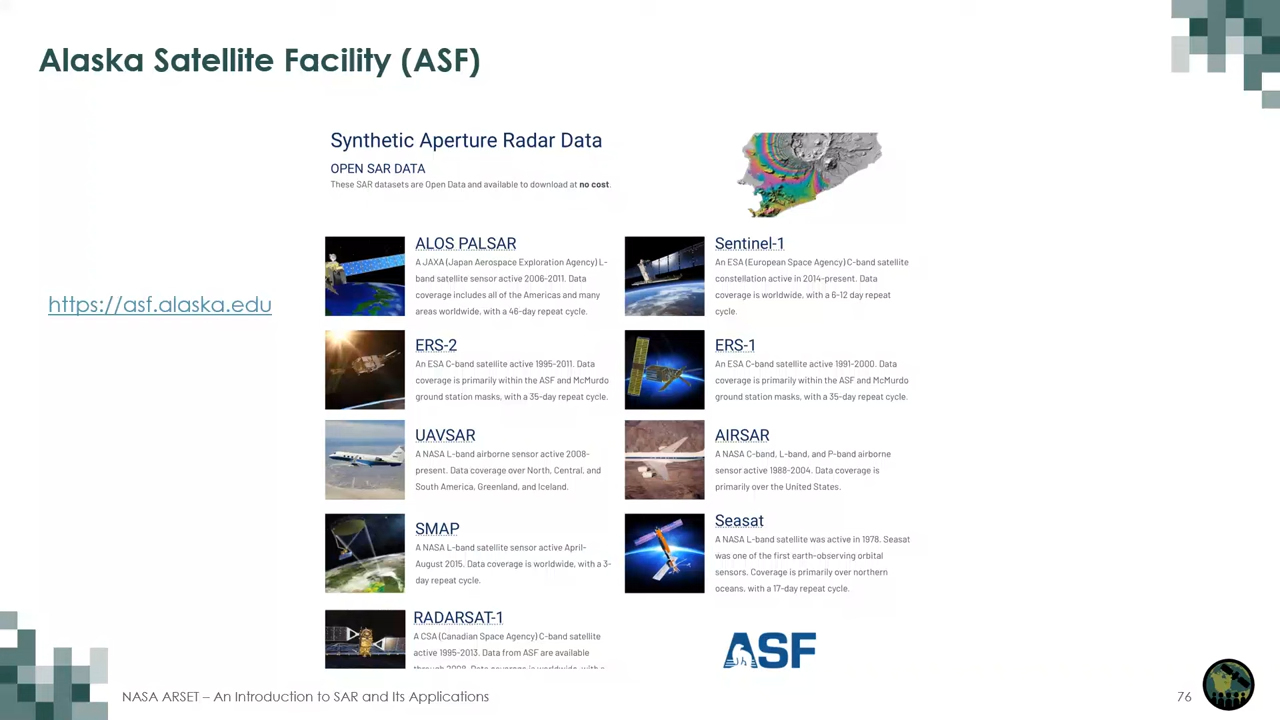 Alaska Satellite Facility (ASF)
Synthetic Aperture Radar Data
OPEN SAR DATA
These SAR datasets are Open Data and available to download at no cost.
https://asf.alaska.edu
ALOS PALSAR
A JAXA (Japan Aerospace Exploration Agency) L-
band satellite sensor active 2006-2011. Data
coverage includes all of the Americas and many
areas worldwide, with a 46-day repeat cycle.
Sentinel-1
An ESA (European Space Agency) C-band satellite
constellation active in 2014-present. Data
coverage is worldwide, with a 6-12 day repeat
cycle.
ERS-2
An ESA C-band satellite active 1995-2011. Data
coverage is primarily within the ASF and McMurdo
ground station masks, with a 35-day repeat cycle.
ERS-1
An ESA C-band satellite active 1991-2000. Data
coverage is primarily within the ASF and McMurdo
ground station masks, with a 35-day repeat cycle.
UAVSAR
A NASA L-band airborne sensor active 2008-
present. Data coverage over North, Central, and
South America, Greenland, and Iceland.
AIRSAR
A NASA C-band, L-band, and P-band airborne
sensor active 1988-2004. Data coverage is
primarily over the United States.
SMAP
A NASA L-band satellite sensor active April-
August 2015. Data coverage is worldwide, with a 3-
day repeat cycle.
Seasat
A NASA L-band satellite was active in 1978. Seasat
was one of the first earth-observing orbital
sensors. Coverage is primarily over northern
oceans, with a 17-day repeat cycle.
RADARSAT-1
A CSA (Canadian Space Agency) C-band satellite
active 1995-2013. Data from ASF are available
through 2008. Data coverage is worldwide, with a
ASF
NASA ARSET – An Introduction to SAR and Its Applications
76